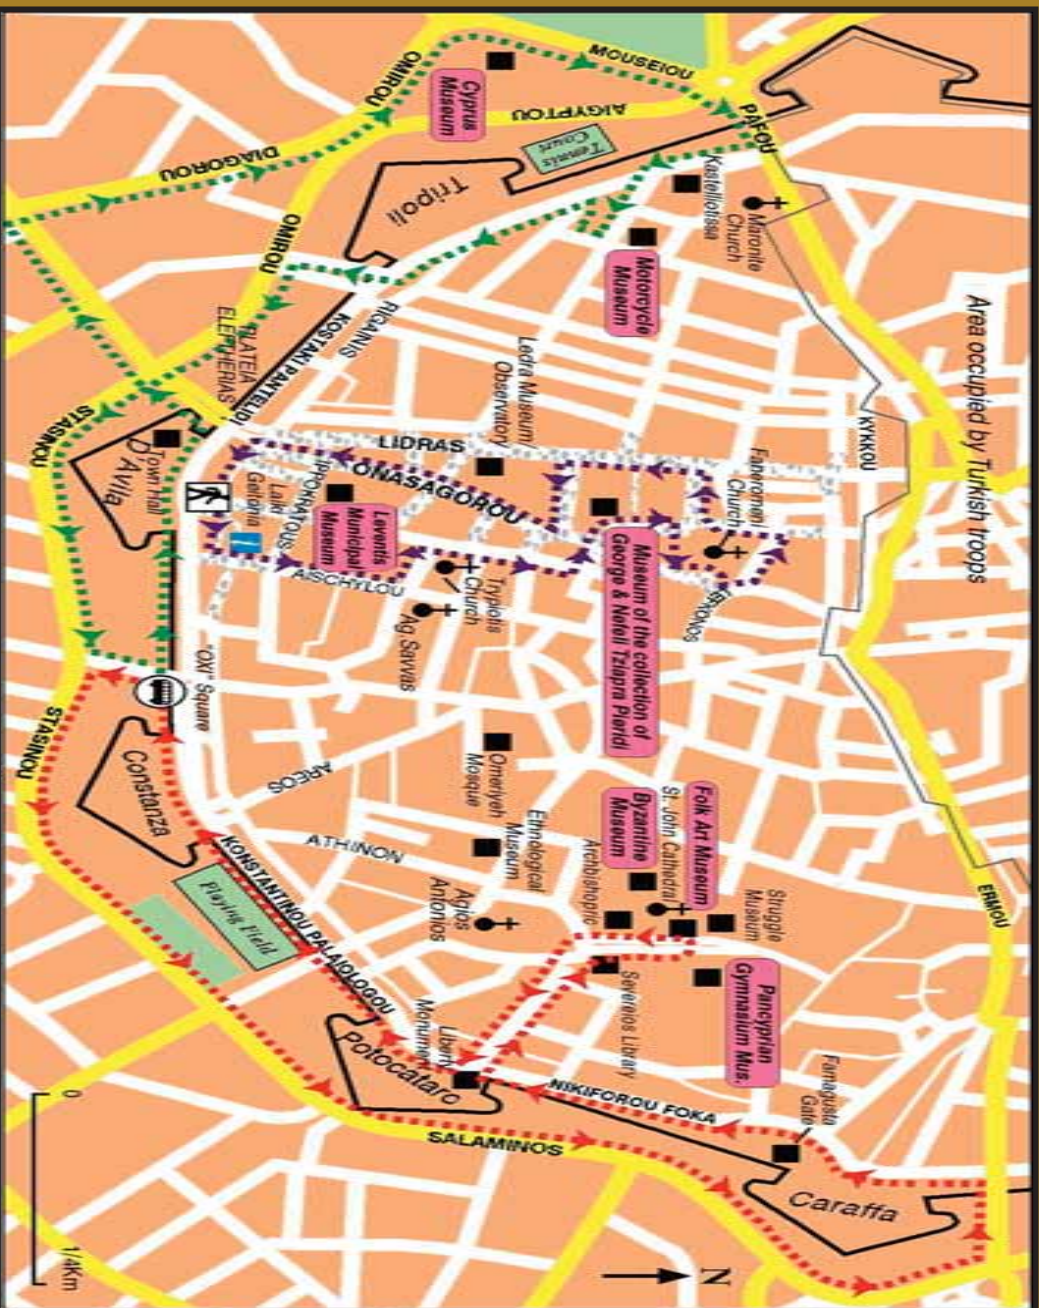 Area occupied by Turkish troops
PAFOU
MOUSEIOU
AIGYPTOU
OMIROU
DIAGOROU
OMIROU
Cyprus
Museum
Tennis
Court
Tripoli
Kastelliotissa
Maronite
Church
Motorcycle
Museum
KYKKOU
RIGAINIS
KOSTAKI PANTELIDI
PLATEIA
ELEFTHERIAS
Ledra Museum
Observatory
LIDRAS
ONASAGOROU
Faneromeni
Church
IPPOKRATOUS
Laiki
Geitonia
i
Leventis
Municipal
Museum
AISCHYLOU
Trypiotis
Church
Ag.Savvas
Museum of the collection of
George & Nefeli Tziapra Pieridi
STASINOU
D'Avila
Town Hall
"OXI" Square
STASINOU
Constanza
AREOS
ATHINON
Omeriyeh
Mosque
Ethnological
Museum
Folk Art Museum
St. John Cathedral
Byzantine
Museum
Archbishopric
Struggle
Museum
Agios
Antonios
Pancyprian
Gymnasium Mus.
Severeios Library
KONSTANTINOU PALAIOLOGOU
Playing Field
Liberty
Monument
Potocataro
NIKIFOROU FOKA
Famagusta
Gate
SALAMINOS
Caraffa
ERMOU
N
0
1/4Km